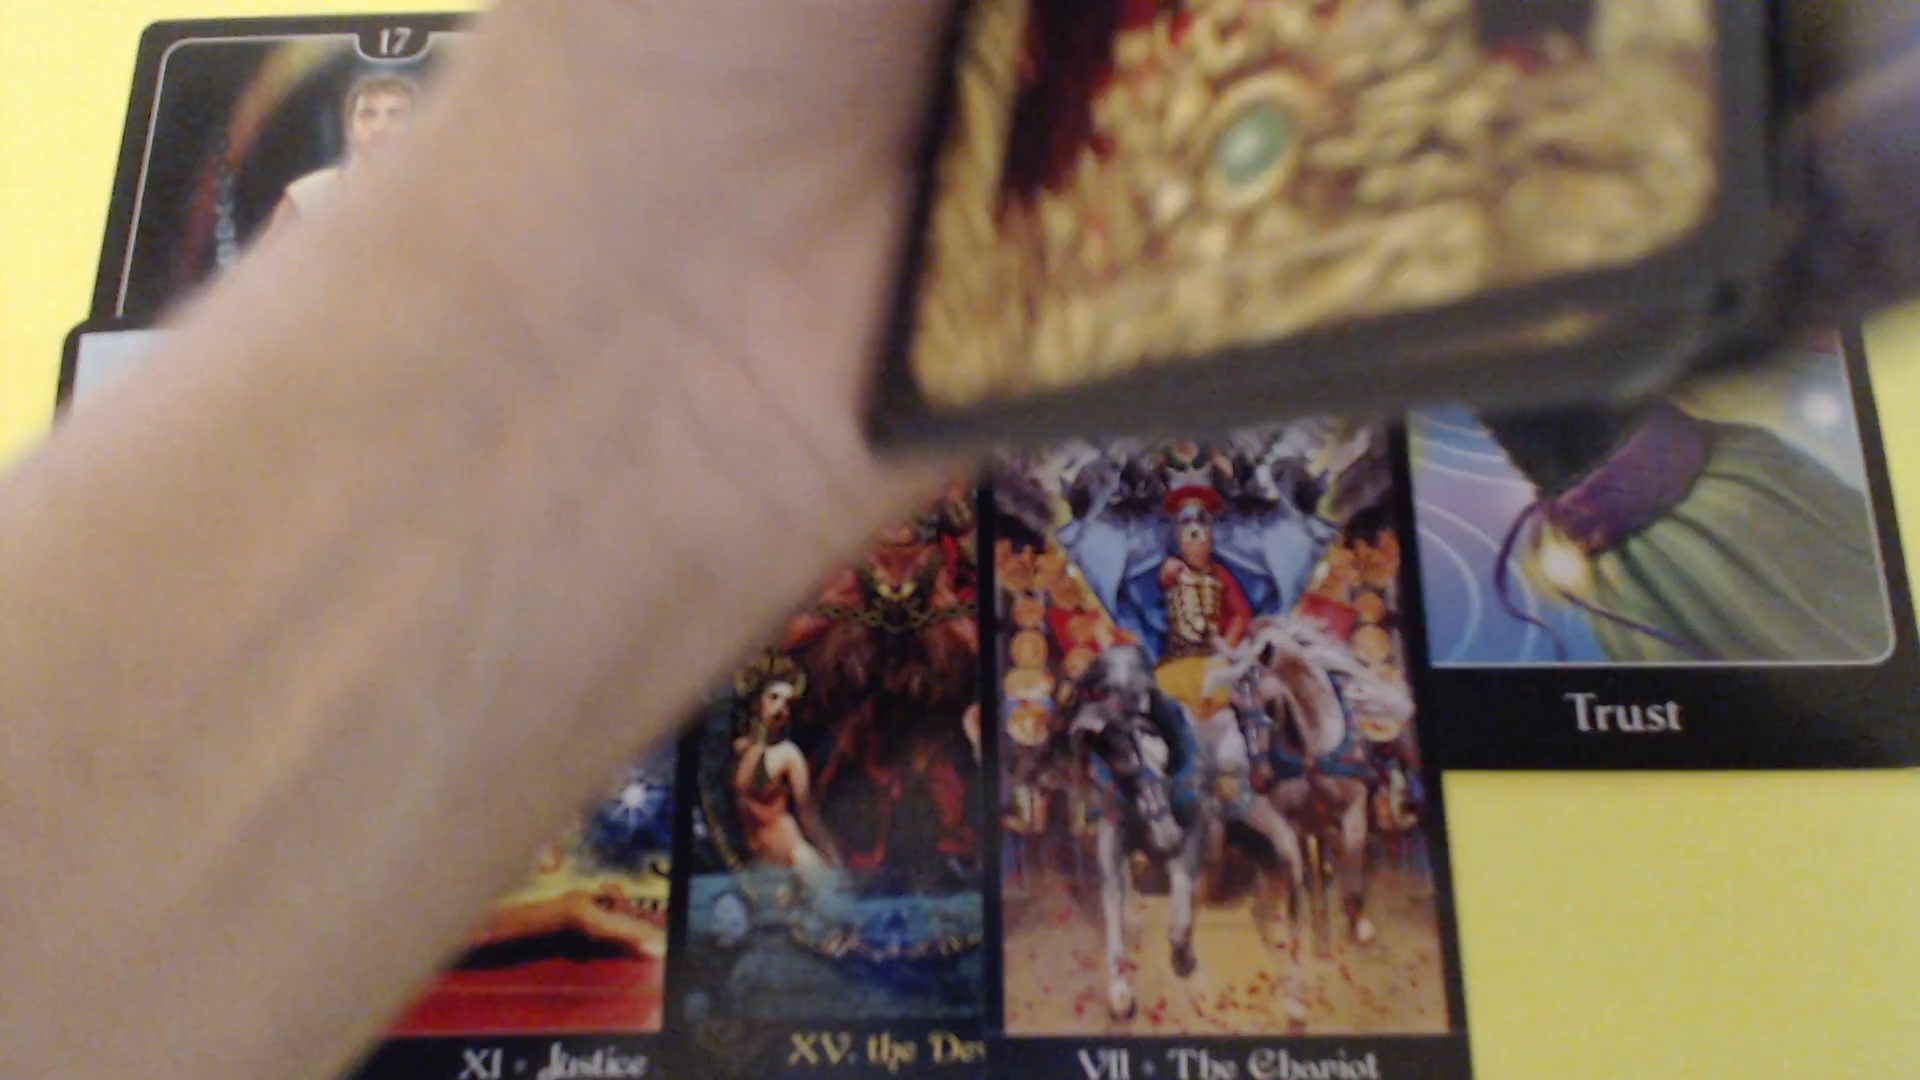 17
Trust
XI • Justice
XV. the Dev
VII • The Chariot